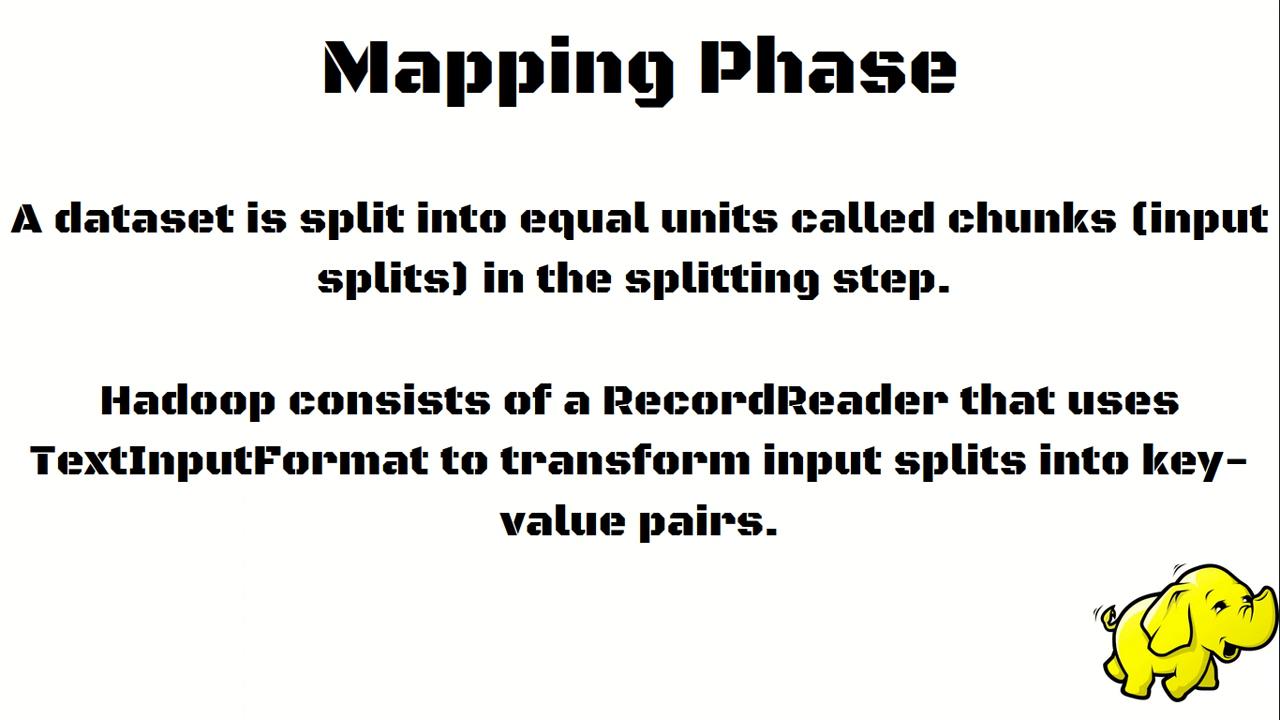 Mapping Phase
A dataset is split into equal units called chunks (input
splits) in the splitting step.
Hadoop consists of a RecordReader that uses
TextInputFormat to transform input splits into key-
value pairs.